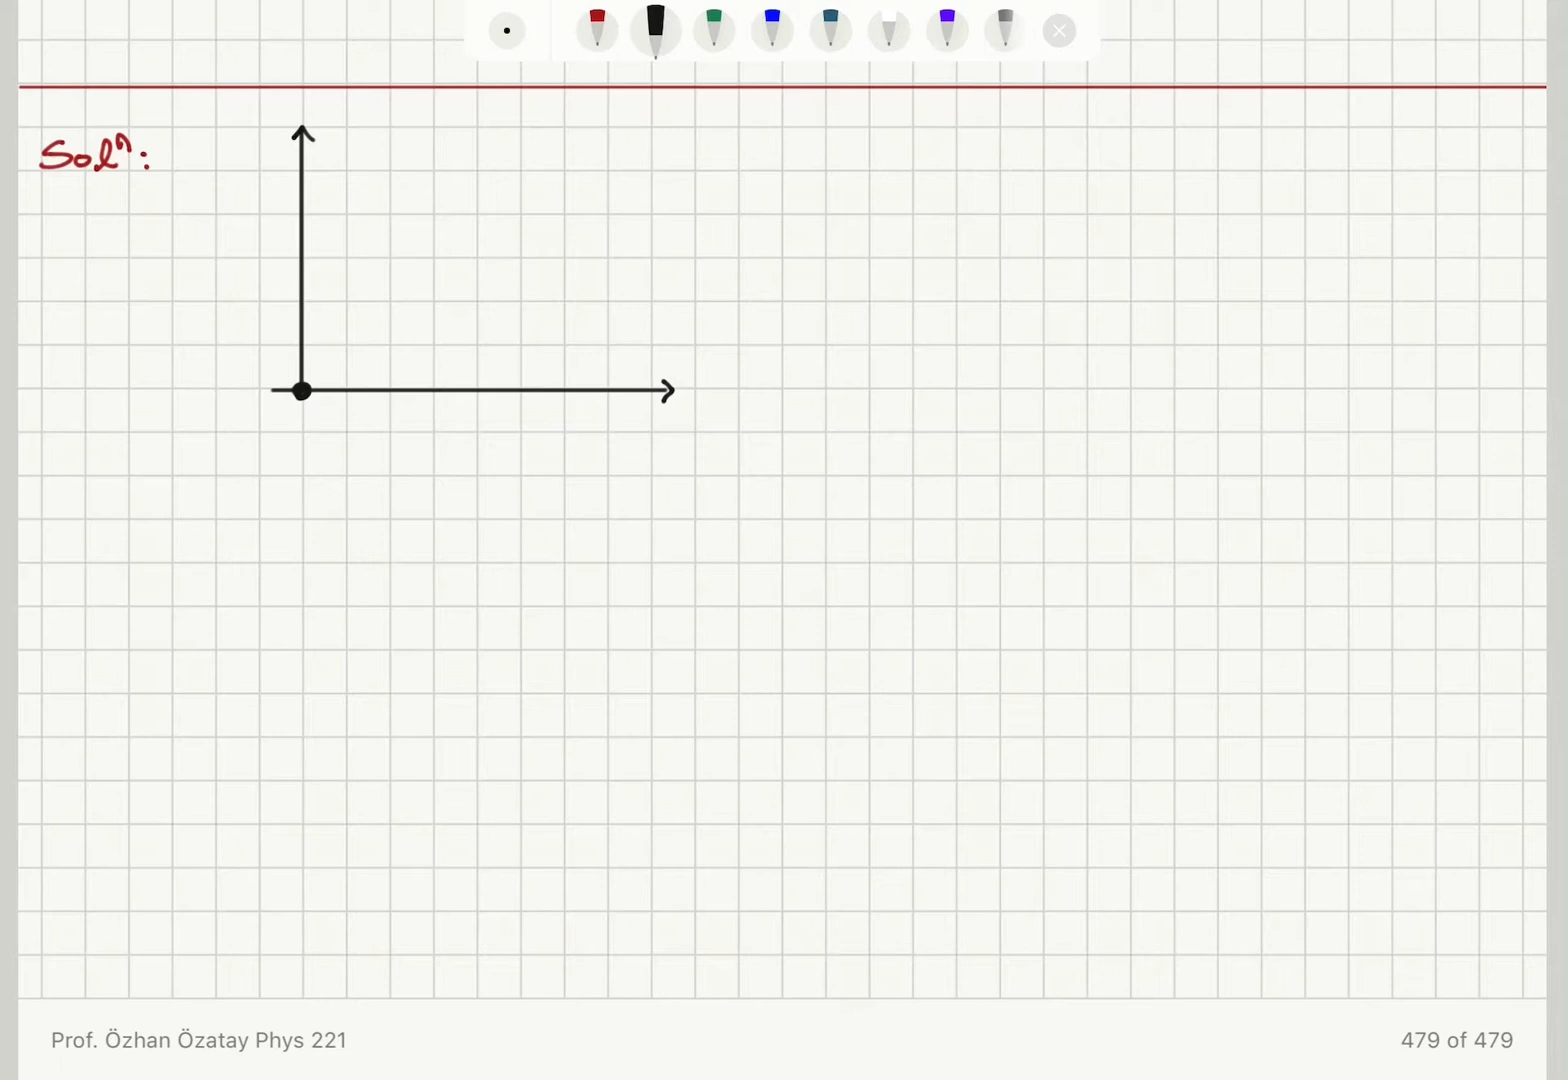 Solⁿ:
Prof. Özhan Özatay Phys 221
479 of 479